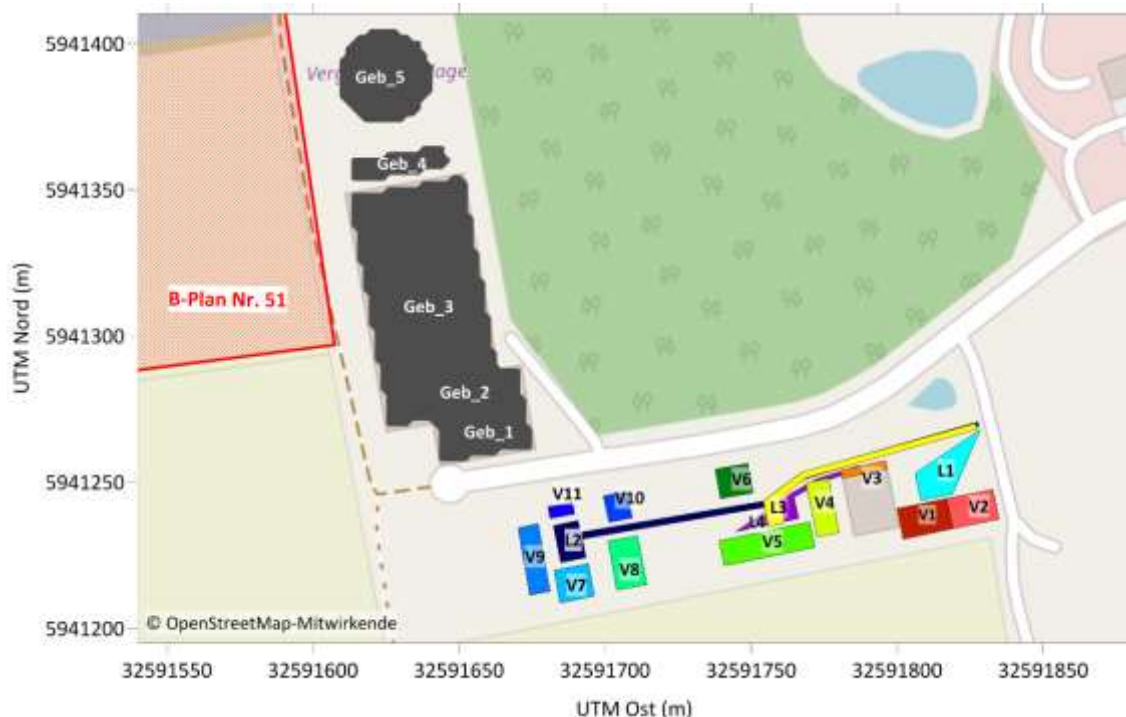 5941400
5941350
5941300
5941250
5941200
UTM Nord (m)
Geb_5
Geb_4
Geb_3
Geb_2
Geb_1
B-Plan Nr. 51
V11
V10
V6
V9
L2
V7
V8
L4
L3
V5
V4
V3
L1
V1
V2
© OpenStreetMap-Mitwirkende
32591550
32591600
32591650
32591700
32591750
32591800
32591850
UTM Ost (m)